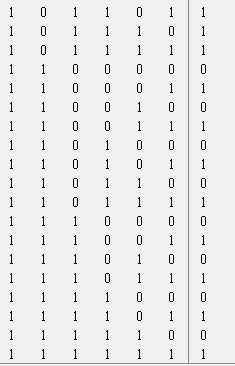 1 0 1 1 0 1 1
1 0 1 1 1 0 1
1 0 1 1 1 1 1
1 1 0 0 0 0 0
1 1 0 0 0 1 1
1 1 0 0 1 0 0
1 1 0 0 1 1 1
1 1 0 1 0 0 0
1 1 0 1 0 1 1
1 1 0 1 1 0 0
1 1 0 1 1 1 1
1 1 1 0 0 0 0
1 1 1 0 0 1 1
1 1 1 0 1 0 0
1 1 1 0 1 1 1
1 1 1 1 0 0 0
1 1 1 1 0 1 1
1 1 1 1 1 0 0
1 1 1 1 1 1 1